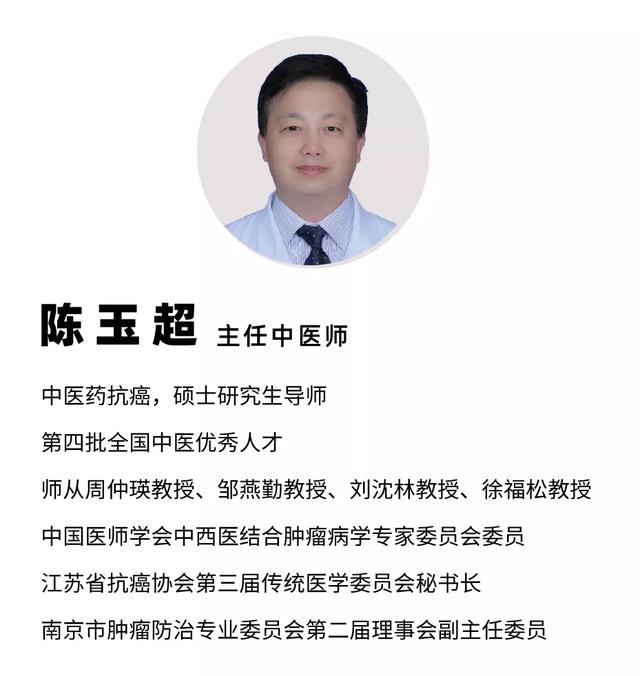 陈玉超 主任中医师
中医药抗癌，硕士研究生导师
第四批全国中医优秀人才
师从周仲瑛教授、邹燕勤教授、刘沈林教授、徐福松教授
中国医师学会中西医结合肿瘤病学专家委员会委员
江苏省抗癌协会第三届传统医学委员会秘书长
南京市肿瘤防治专业委员会第二届理事会副主任委员